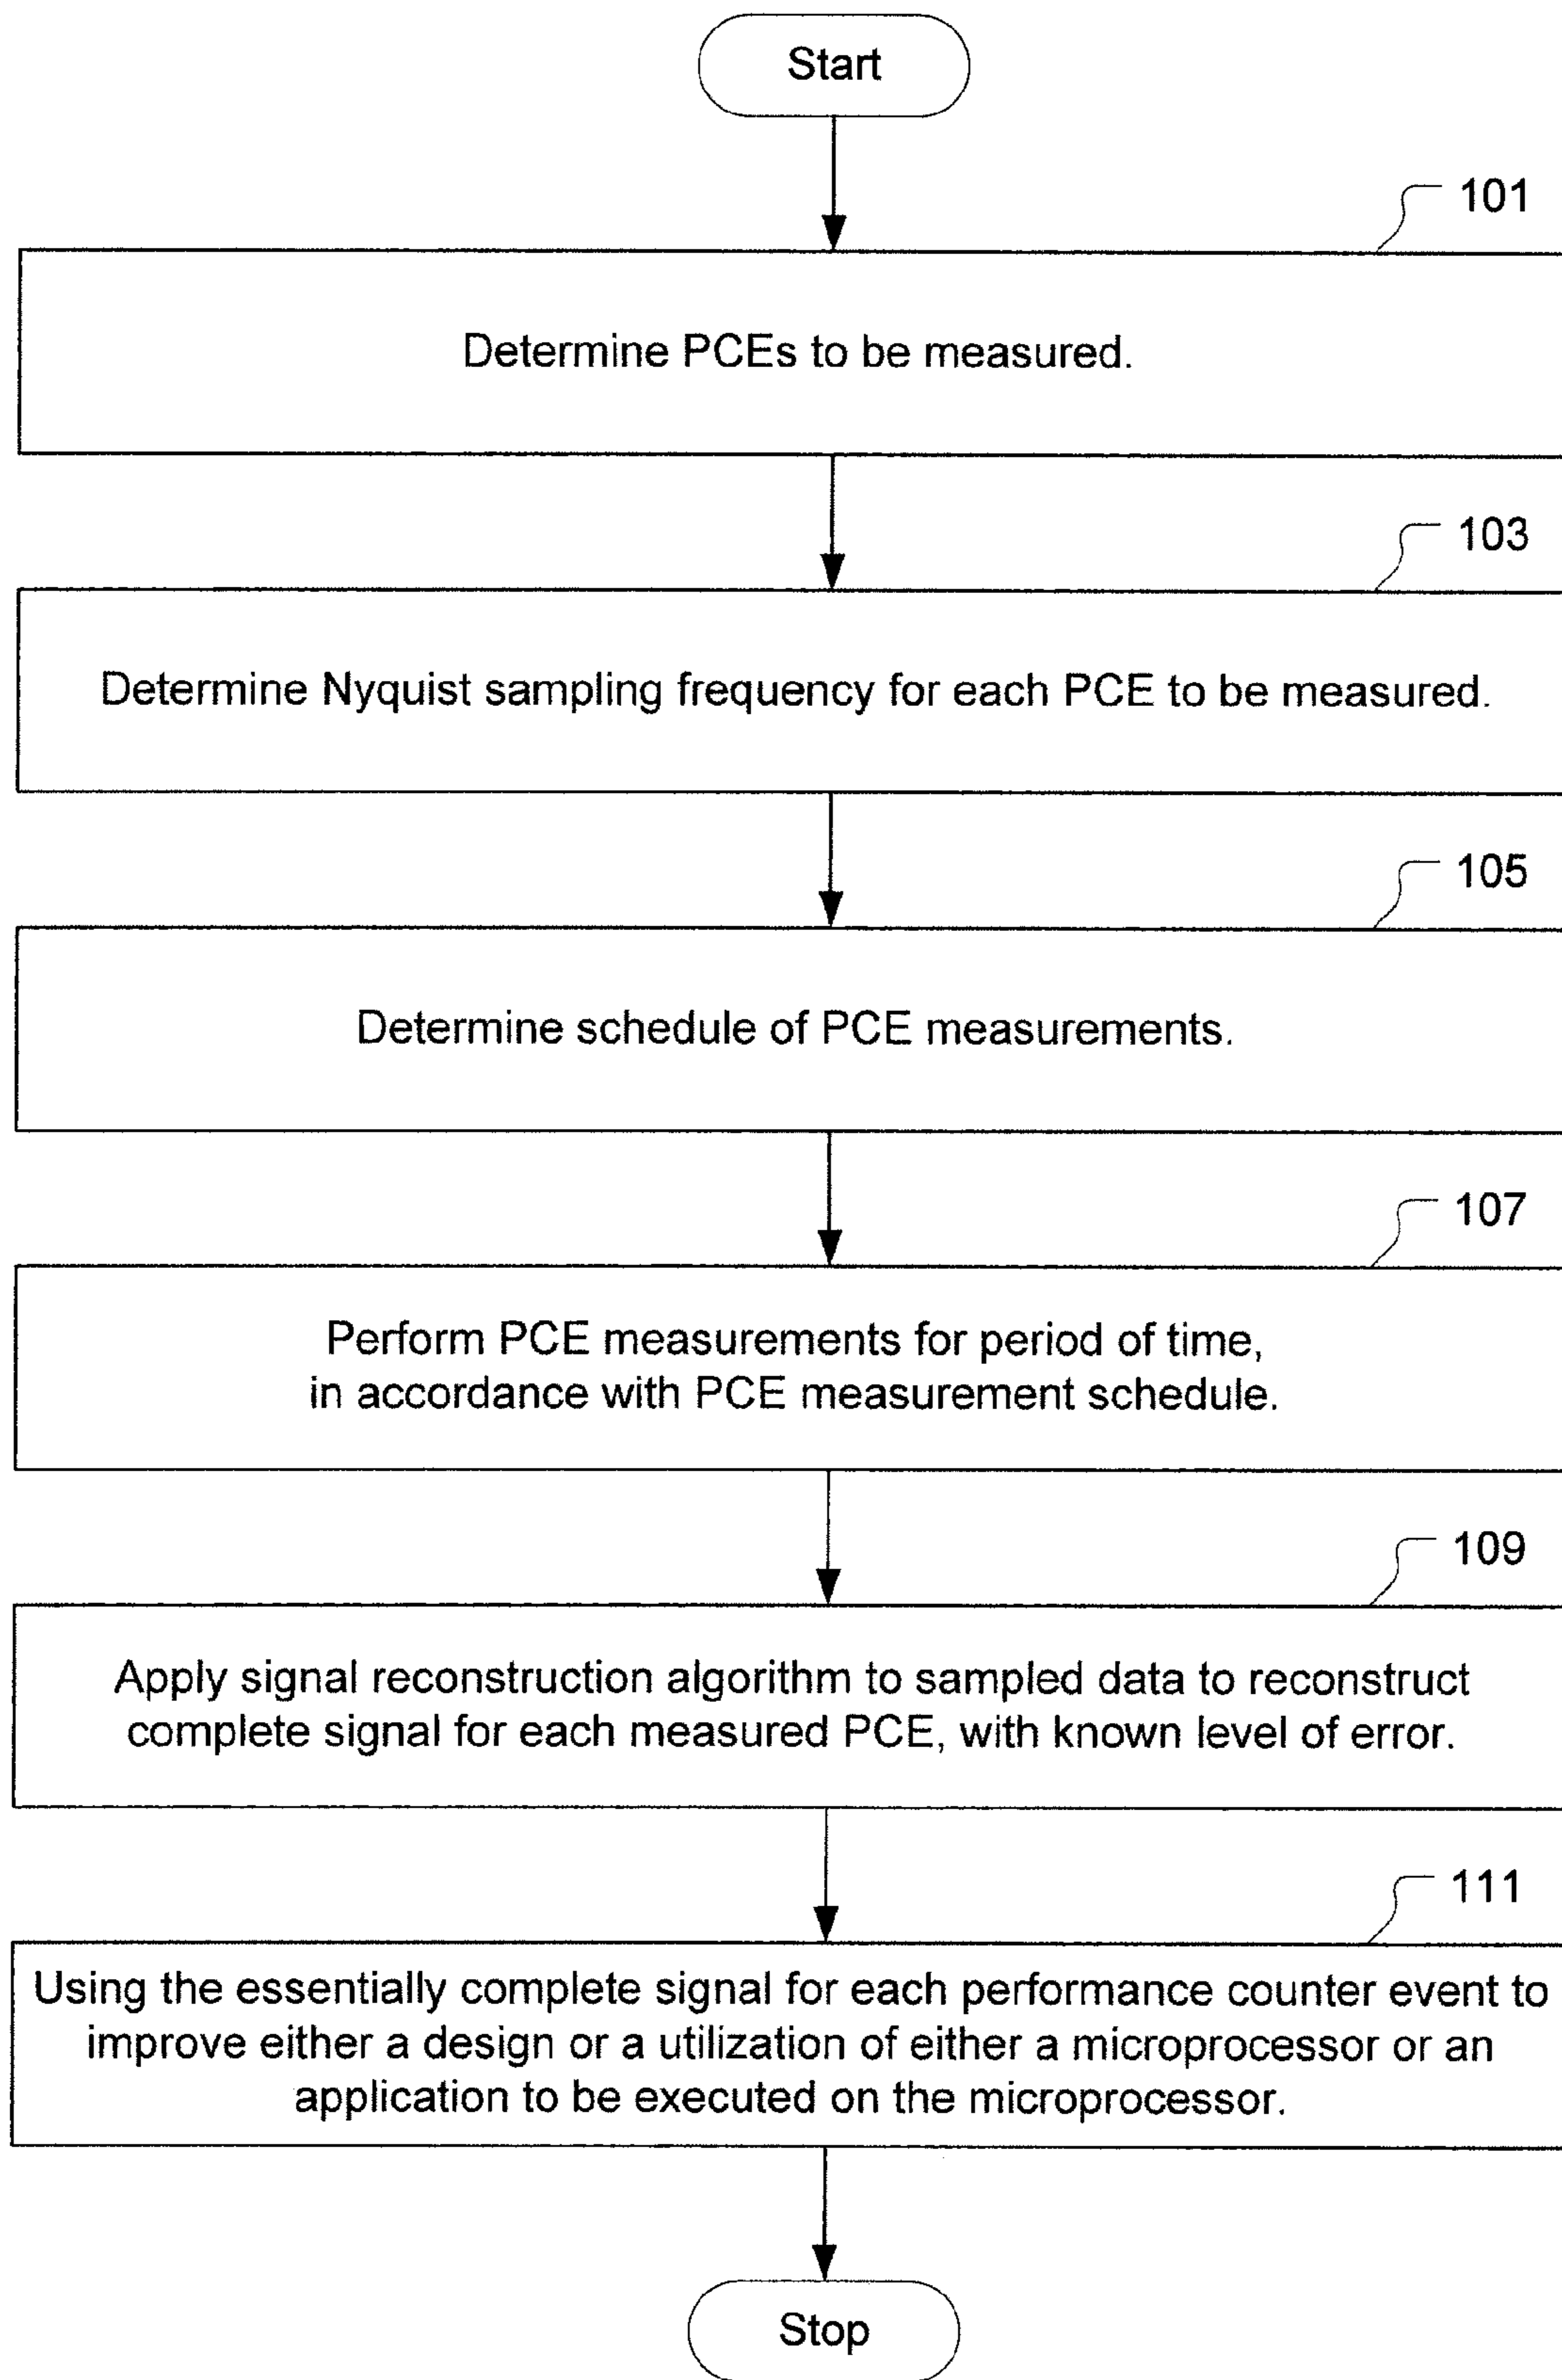 Start
101
Determine PCEs to be measured.
103
Determine Nyquist sampling frequency for each PCE to be measured.
105
Determine schedule of PCE measurements.
107
Perform PCE measurements for period of time,
in accordance with PCE measurement schedule.
109
Apply signal reconstruction algorithm to sampled data to reconstruct
complete signal for each measured PCE, with known level of error.
111
Using the essentially complete signal for each performance counter event to
improve either a design or a utilization of either a microprocessor or an
application to be executed on the microprocessor.
Stop